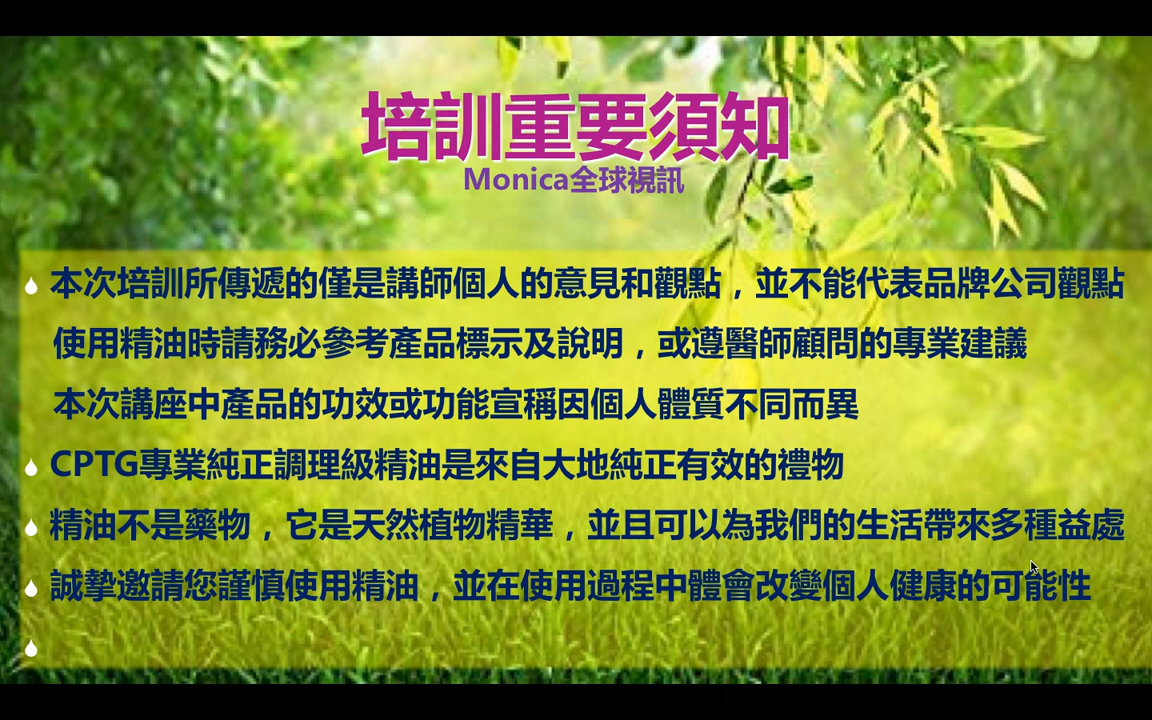 培訓重要須知
Monica全球視訊
本次培訓所傳遞的僅是講師個人的意見和觀點，並不能代表品牌公司觀點
使用精油時請務必參考產品標示及說明，或遵醫師顧問的專業建議
本次講座中產品的功效或功能宣稱因個人體質不同而異
CPTG專業純正調理級精油是來自大地純正有效的禮物
精油不是藥物，它是天然植物精華，並且可以為我們的生活帶來多種益處
誠摯邀請您謹慎使用精油，並在使用過程中體會改變個人健康的可能性